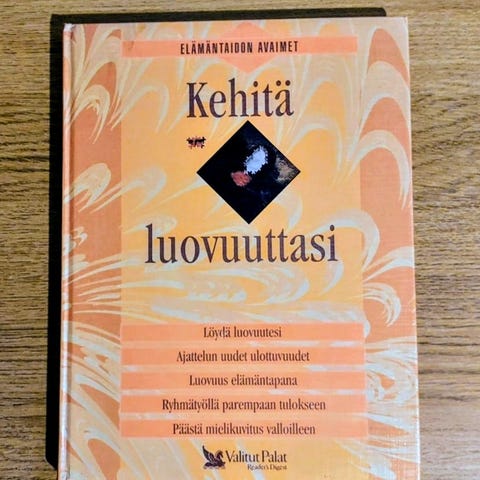 ELÄMÄNTAIDON AVAIMET
Kehitä
luovuuttasi
Löydä luovuutesi
Ajattelun uudet ulottuvuudet
Luovuus elämäntapana
Ryhmätyöllä parempaan tulokseen
Päästä mielikuvitus valloilleen
Valitut Palat
Reader's Digest